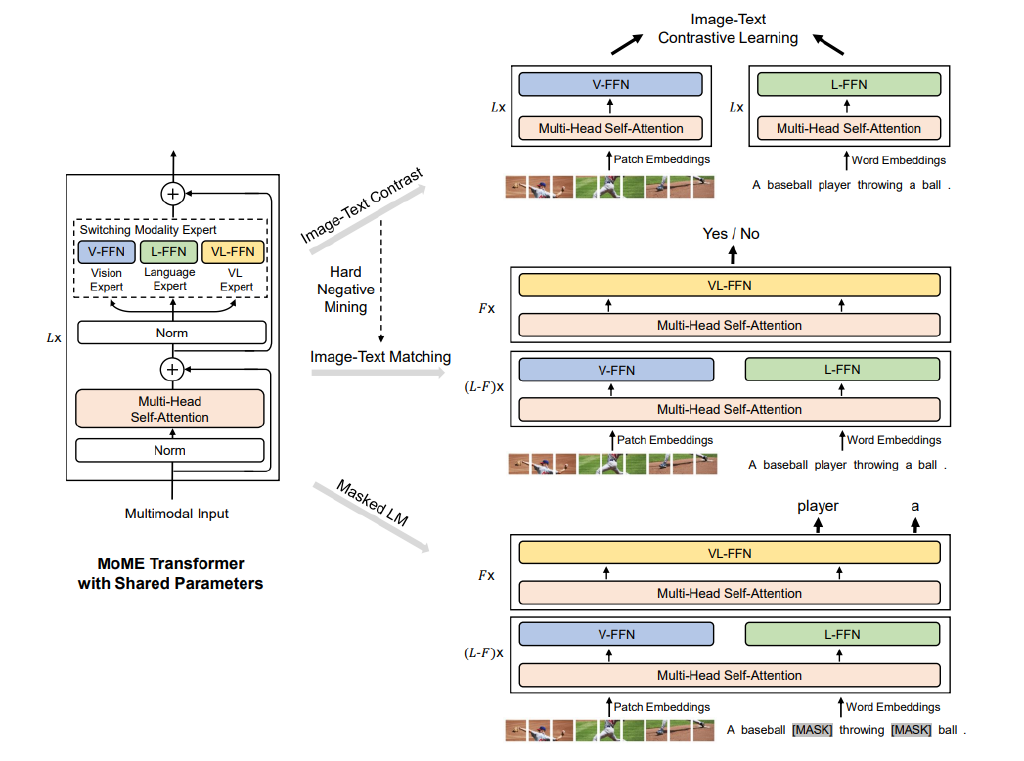 Image-Text
Contrastive Learning
V-FFN
L-FFN
Lx
Lx
Multi-Head Self-Attention
Multi-Head Self-Attention
Patch Embeddings
Word Embeddings
A baseball player throwing a ball .
Switching Modality Expert
V-FFN
L-FFN
VL-FFN
Vision
Expert
Language
Expert
VL
Expert
Norm
Lx
Multi-Head
Self-Attention
Norm
Multimodal Input
MoME Transformer
with Shared Parameters
Image-Text Contrast
Hard
Negative
Mining
Image-Text Matching
Masked LM
Yes / No
VL-FFN
Fx
Multi-Head Self-Attention
V-FFN
L-FFN
(L-F)x
Multi-Head Self-Attention
Patch Embeddings
Word Embeddings
A baseball player throwing a ball .
player
a
VL-FFN
Fx
Multi-Head Self-Attention
V-FFN
L-FFN
(L-F)x
Multi-Head Self-Attention
Patch Embeddings
Word Embeddings
A baseball [MASK] throwing [MASK] ball .